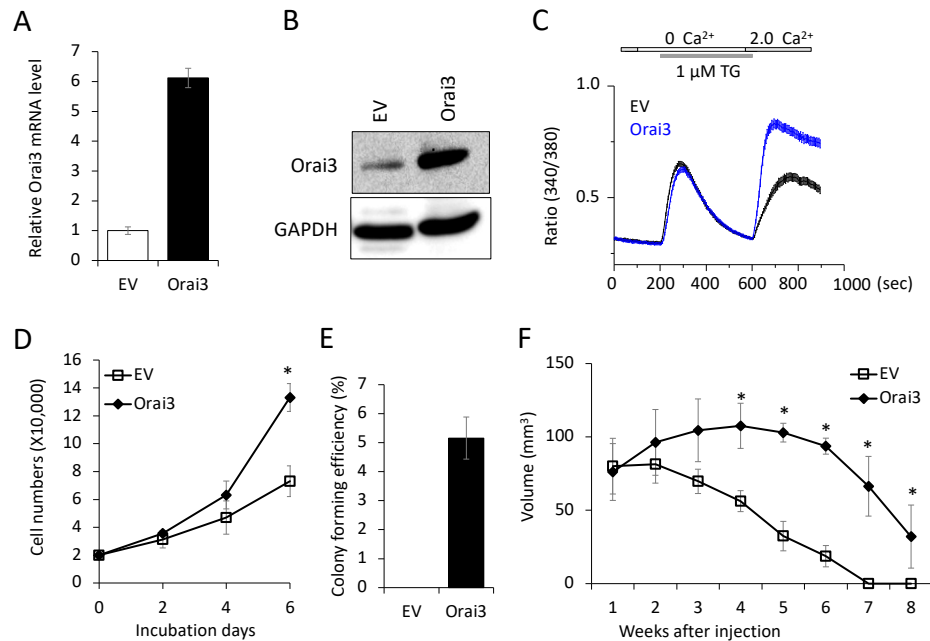 A
Relative Orai3 mRNA level
7
6
5
4
3
2
1
0
EV
Orai3
B
EV
Orai3
Orai3
GAPDH
C
0 Ca²⁺
2.0 Ca²⁺
1 µM TG
EV
Orai3
Ratio (340/380)
1.0
0.5
0
200
400
600
800
1000 (sec)
D
EV
Orai3
*
Cell numbers (X10,000)
16
14
12
10
8
6
4
2
0
0
2
4
6
Incubation days
E
Colony forming efficiency (%)
7
6
5
4
3
2
1
0
EV
Orai3
F
EV
Orai3
Volume (mm³)
150
100
50
0
* * * * *
1 2 3 4 5 6 7 8
Weeks after injection